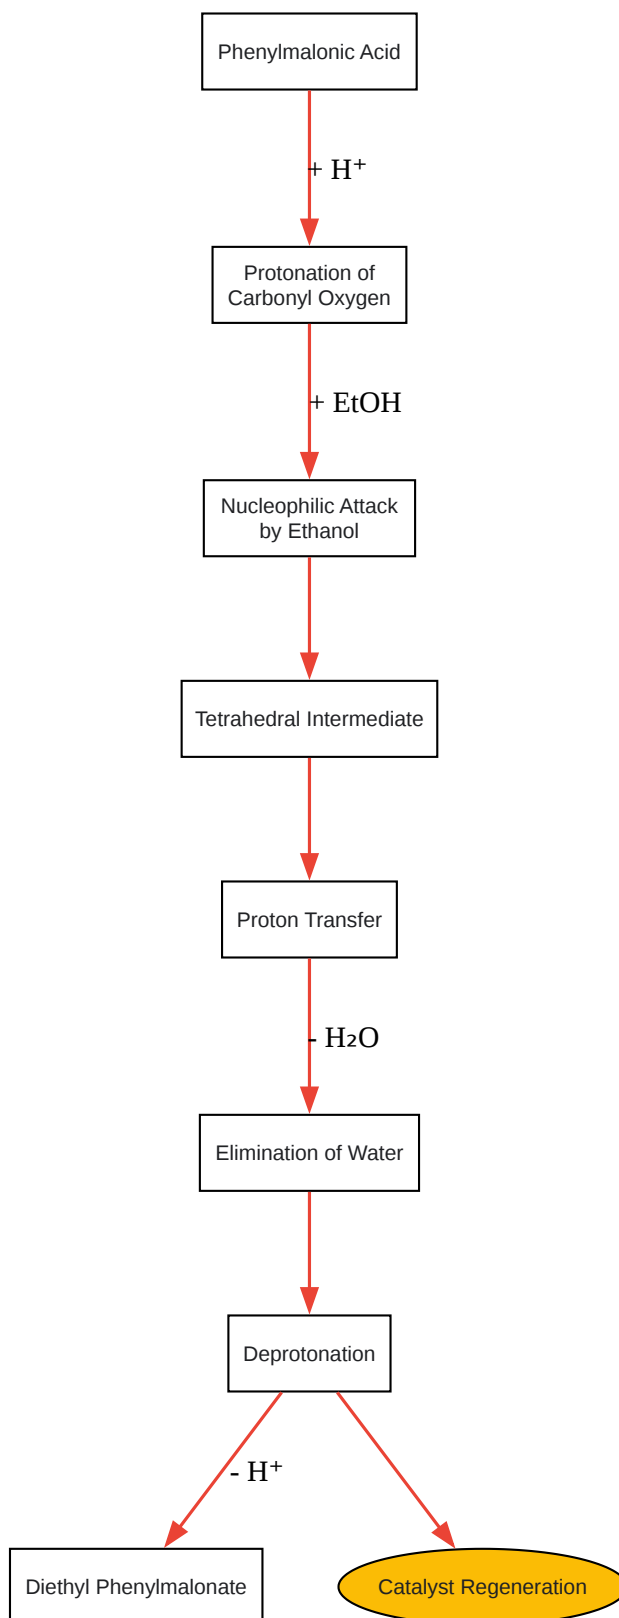 Phenylmalonic Acid
+ H⁺
Protonation of
Carbonyl Oxygen
+ EtOH
Nucleophilic Attack
by Ethanol
Tetrahedral Intermediate
Proton Transfer
- H₂O
Elimination of Water
Deprotonation
- H⁺
Diethyl Phenylmalonate
Catalyst Regeneration